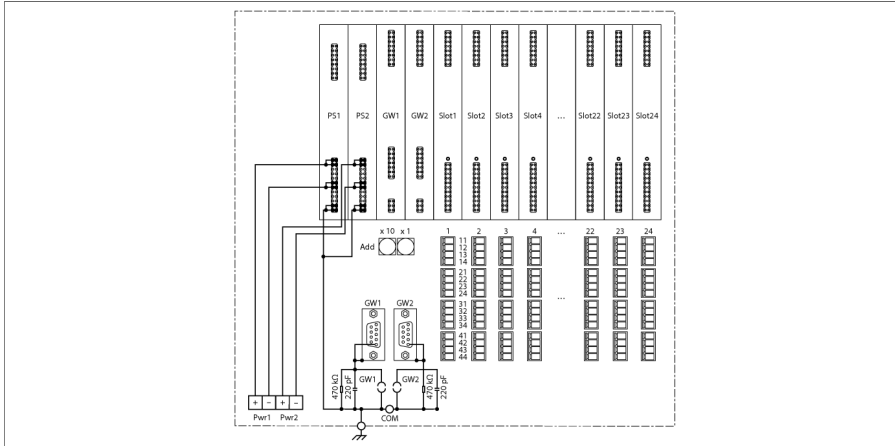 PS1 PS2 GW1 GW2 Slot1 Slot2 Slot3 Slot4 ... Slot22 Slot23 Slot24
x 10 x 1 1 2 3 4 ... 22 23 24
Add
11
12
13
14
21
22
23
24
...
31
32
33
34
41
42
43
44
GW1 GW2
470 kΩ
220 pF
GW1 GW2
470 kΩ
220 pF
+ - + -
Pwr1 Pwr2
COM